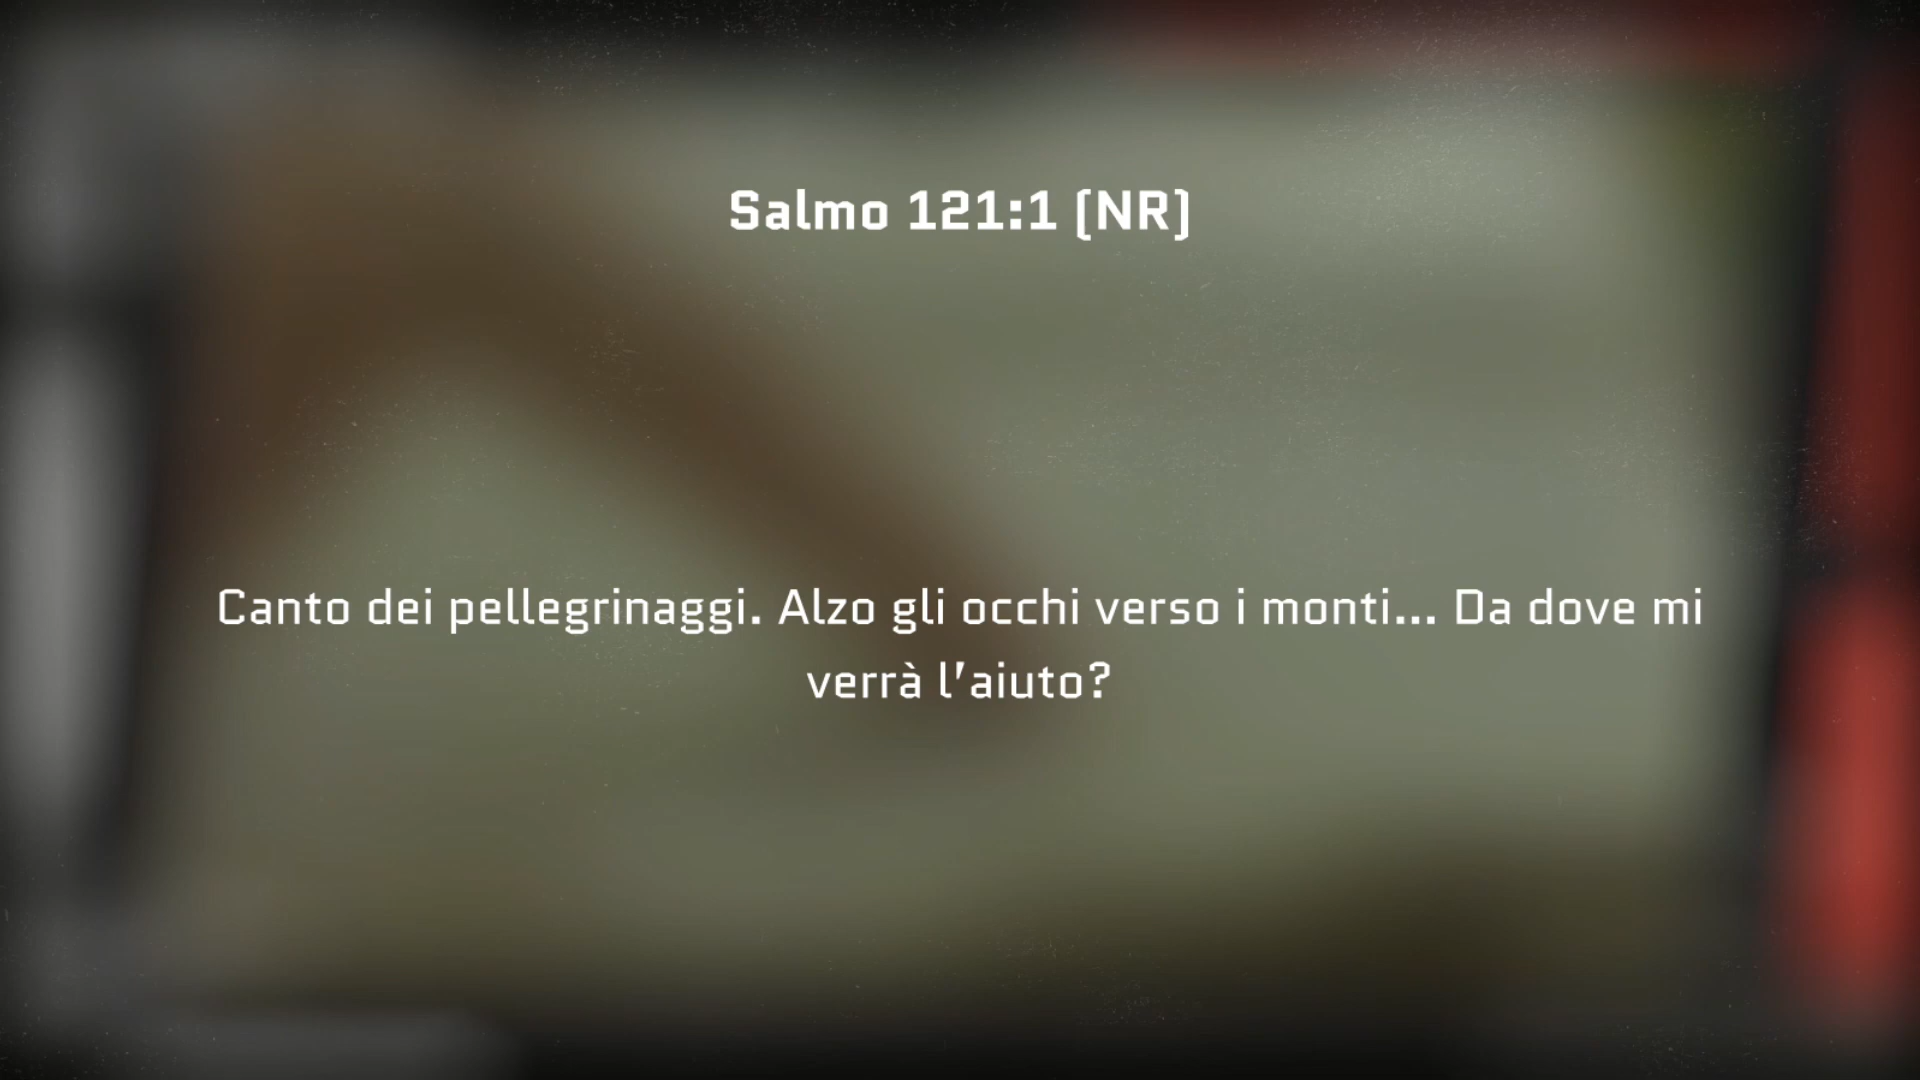 Salmo 121:1 (NR)
Canto dei pellegrinaggi. Alzo gli occhi verso i monti... Da dove mi
verrà l'aiuto?